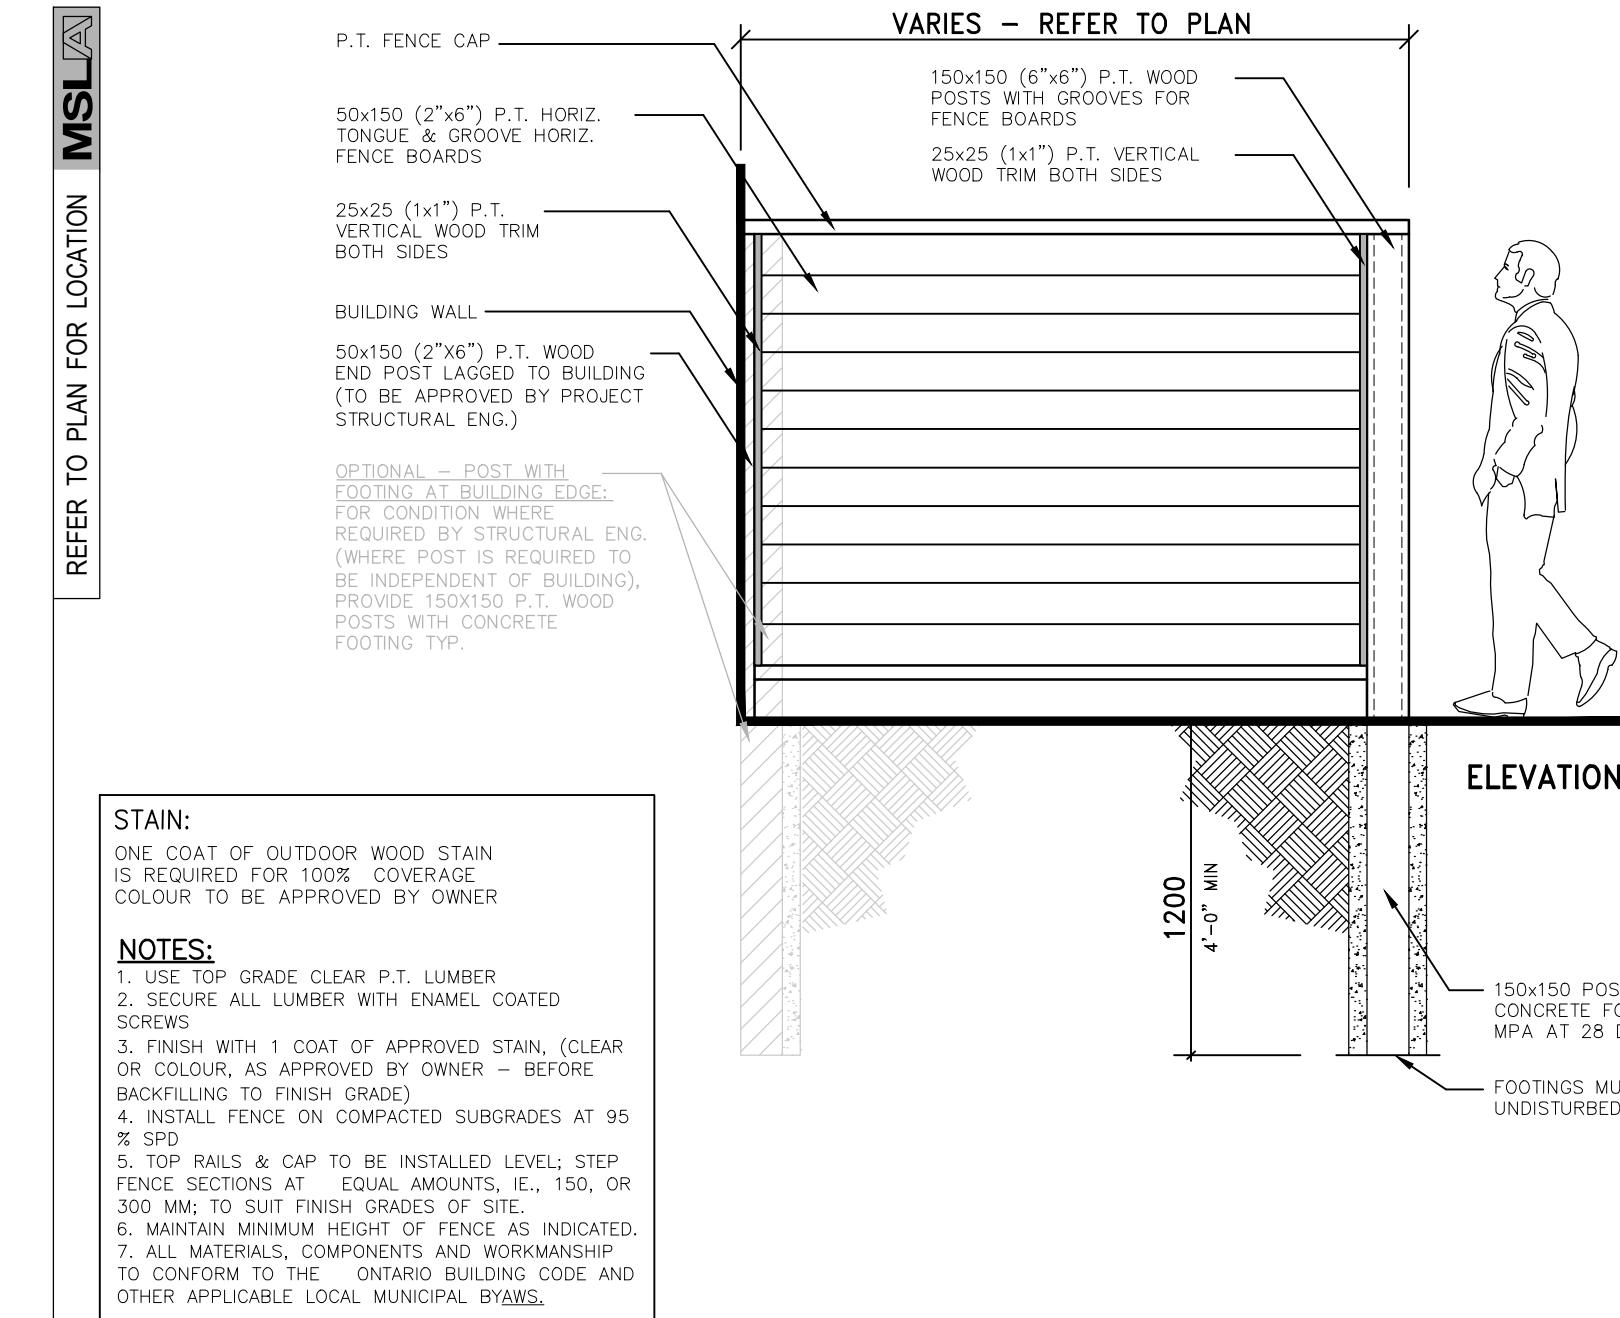 MSLA
REFER TO PLAN FOR LOCATION
VARIES – REFER TO PLAN
P.T. FENCE CAP
50x150 (2”x6”) P.T. HORIZ.
TONGUE & GROOVE HORIZ.
FENCE BOARDS
25x25 (1x1”) P.T.
VERTICAL WOOD TRIM
BOTH SIDES
BUILDING WALL
50x150 (2”X6”) P.T. WOOD
END POST LAGGED TO BUILDING
(TO BE APPROVED BY PROJECT
STRUCTURAL ENG.)
OPTIONAL – POST WITH
FOOTING AT BUILDING EDGE:
FOR CONDITION WHERE
REQUIRED BY STRUCTURAL ENG.
(WHERE POST IS REQUIRED TO
BE INDEPENDENT OF BUILDING),
PROVIDE 150X150 P.T. WOOD
POSTS WITH CONCRETE
FOOTING TYP.
150x150 (6”x6”) P.T. WOOD
POSTS WITH GROOVES FOR
FENCE BOARDS
25x25 (1x1”) P.T. VERTICAL
WOOD TRIM BOTH SIDES
ELEVATION
1200
4’–0” MIN
150x150 POS
CONCRETE FO
MPA AT 28 D
FOOTINGS MU
UNDISTURBED
STAIN:
ONE COAT OF OUTDOOR WOOD STAIN
IS REQUIRED FOR 100% COVERAGE
COLOUR TO BE APPROVED BY OWNER
NOTES:
1. USE TOP GRADE CLEAR P.T. LUMBER
2. SECURE ALL LUMBER WITH ENAMEL COATED
SCREWS
3. FINISH WITH 1 COAT OF APPROVED STAIN, (CLEAR
OR COLOUR, AS APPROVED BY OWNER – BEFORE
BACKFILLING TO FINISH GRADE)
4. INSTALL FENCE ON COMPACTED SUBGRADES AT 95
% SPD
5. TOP RAILS & CAP TO BE INSTALLED LEVEL; STEP
FENCE SECTIONS AT EQUAL AMOUNTS, IE., 150, OR
300 MM; TO SUIT FINISH GRADES OF SITE.
6. MAINTAIN MINIMUM HEIGHT OF FENCE AS INDICATED.
7. ALL MATERIALS, COMPONENTS AND WORKMANSHIP
TO CONFORM TO THE ONTARIO BUILDING CODE AND
OTHER APPLICABLE LOCAL MUNICIPAL BYAWS.